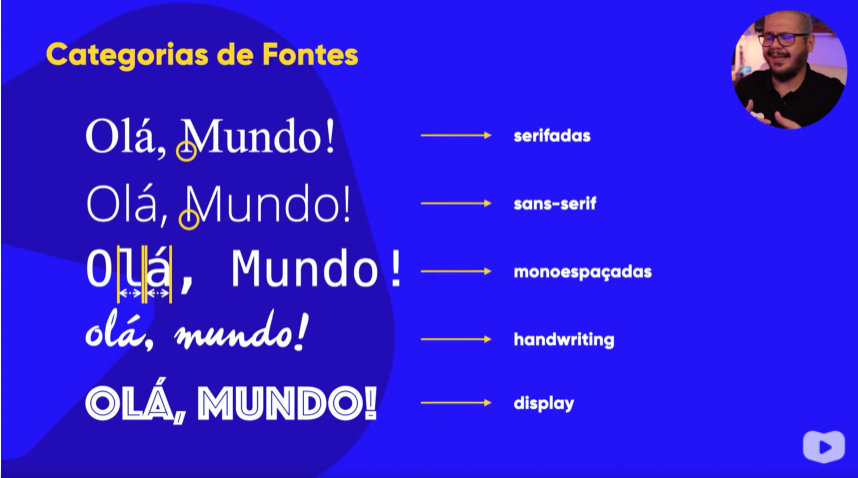 Categorias de Fontes
Olá, Mundo!
serifadas
Olá, Mundo!
sans-serif
Olá, Mundo!
monoespaçadas
olá, mundo!
handwriting
OLÁ, MUNDO!
display